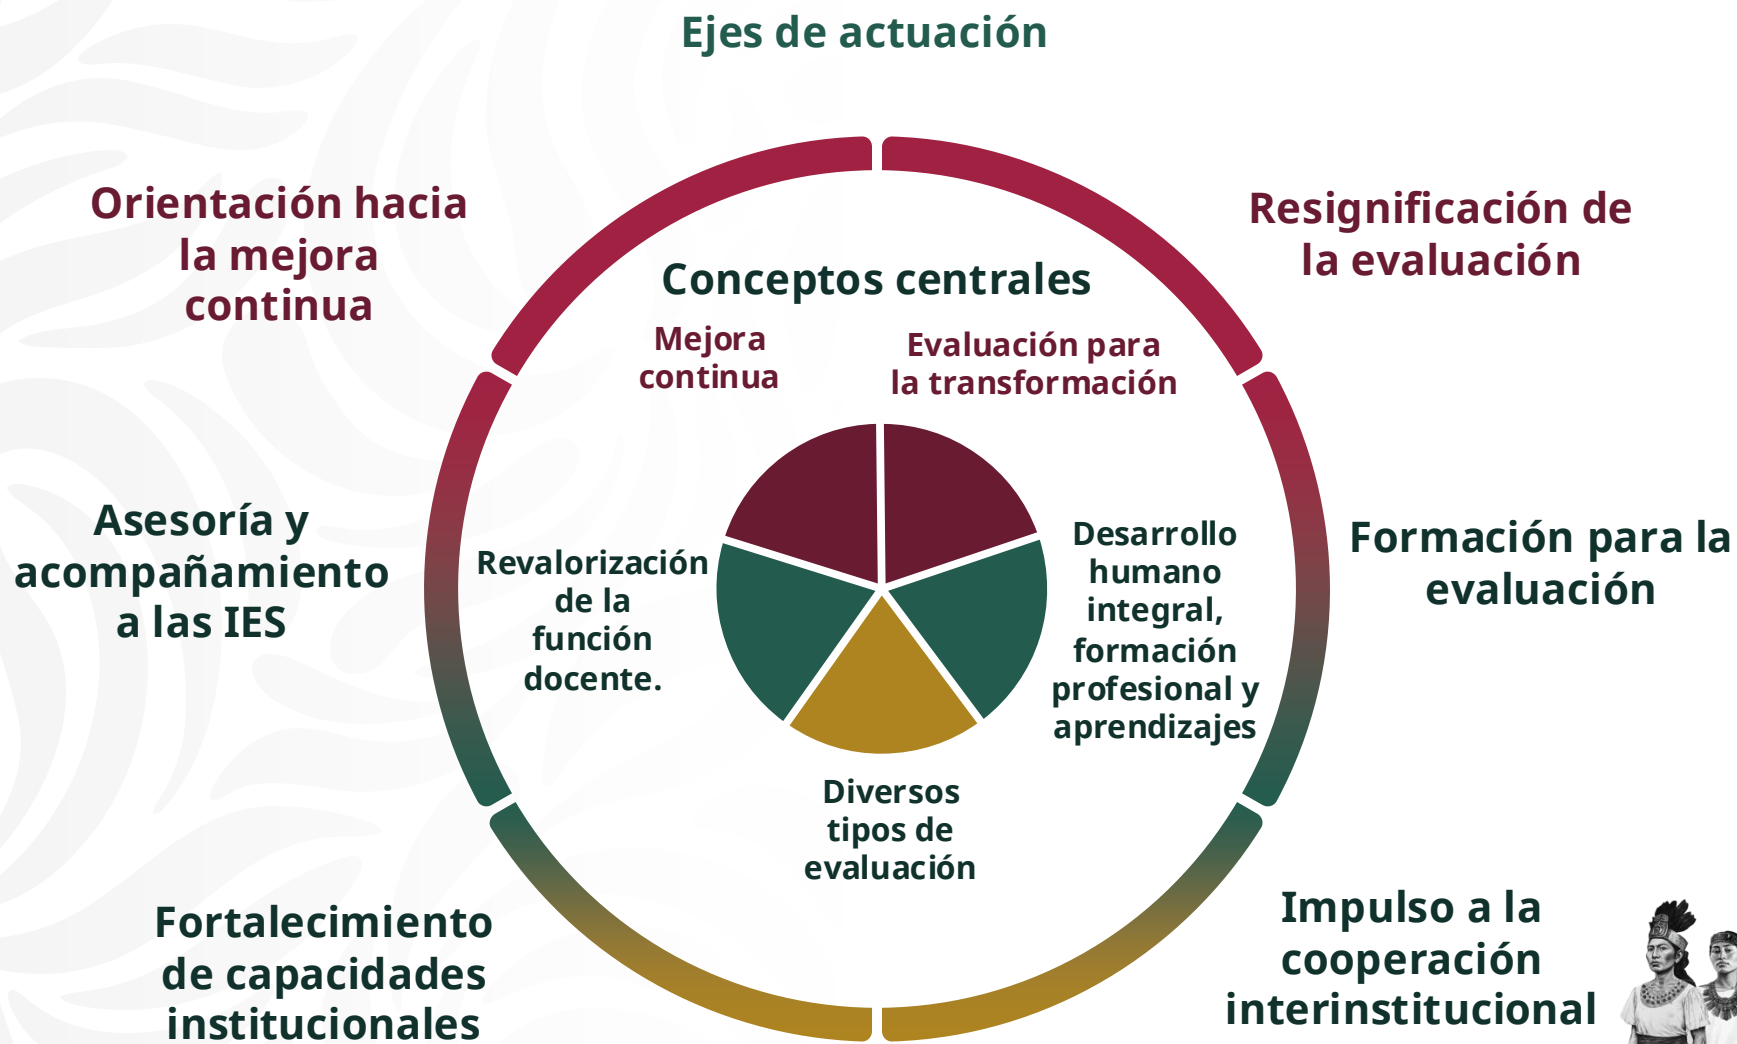 Ejes de actuación
Orientación hacia
la mejora
continua
Resignificación de
la evaluación
Conceptos centrales
Mejora
continua
Evaluación para
la transformación
Asesoría y
acompañamiento
a las IES
Revalorización
de la
función
docente.
Desarrollo
humano
integral,
formación
profesional y
aprendizajes
Formación para la
evaluación
Diversos
tipos de
evaluación
Fortalecimiento
de capacidades
institucionales
Impulso a la
cooperación
interinstitucional